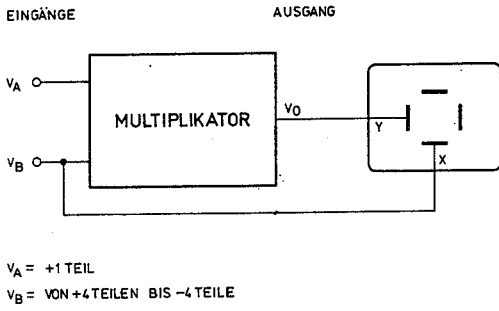 EINGÄNGE
AUSGANG
VA
MULTIPLIKATOR
VO
Y
VB
X
VA = +1 TEIL
VB = VON +4 TEILEN BIS -4 TEILE